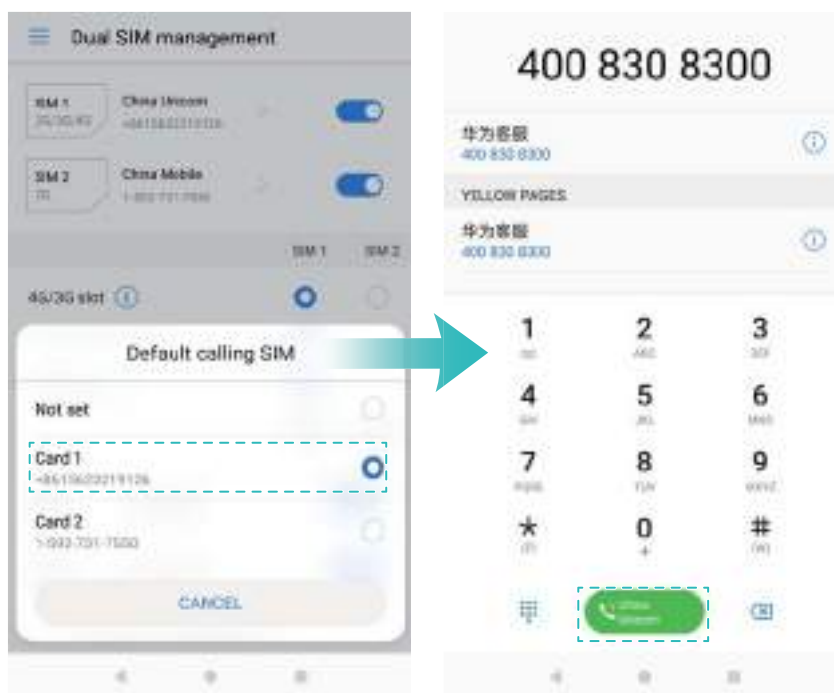 Dual SIM management
SIM 1
China Unicom
2G/3G/4G
SIM 2
China Mobile
SIM 1 SIM 2
4G/3G slot
Default calling SIM
Not set
Card 1
Card 2
CANCEL
400 830 8300
华为客服
400 830 8300
YELLOW PAGES
华为客服
400 830 8300
1 2 3
ABC DEF
4 5 6
GHI JKL MNO
7 8 9
PQRS TUV WXYZ
* 0 #
(P) + (W)